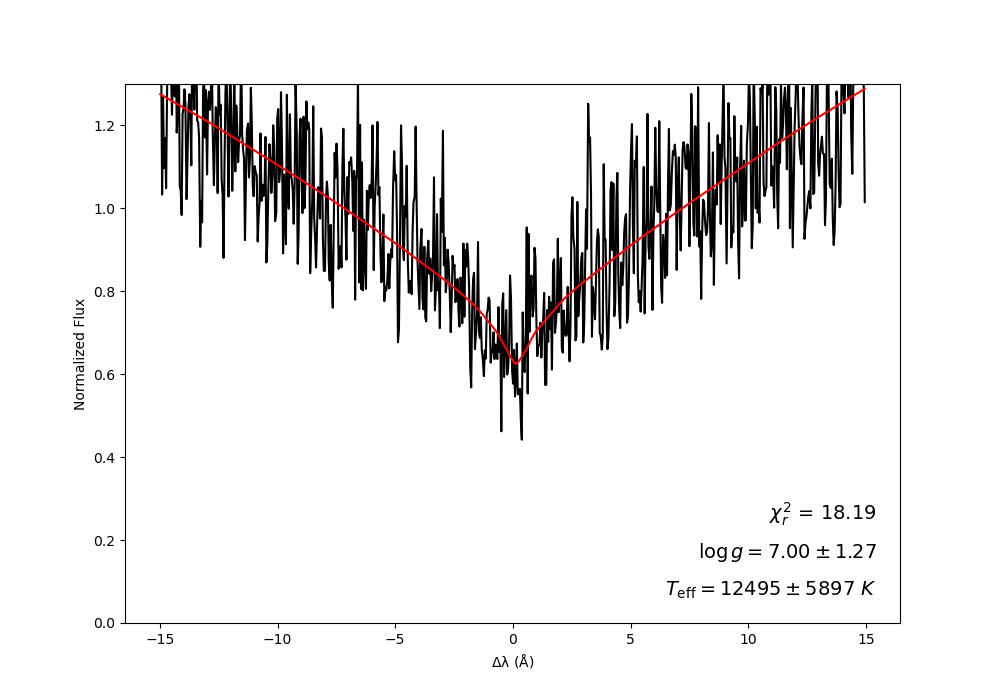 1.2
1.0
0.8
0.6
0.4
0.2
0.0
Normalized Flux
χ²ᵣ = 18.19
log g = 7.00 ± 1.27
T_eff = 12495 ± 5897 K
−15 −10 −5 0 5 10 15
Δλ (Å)